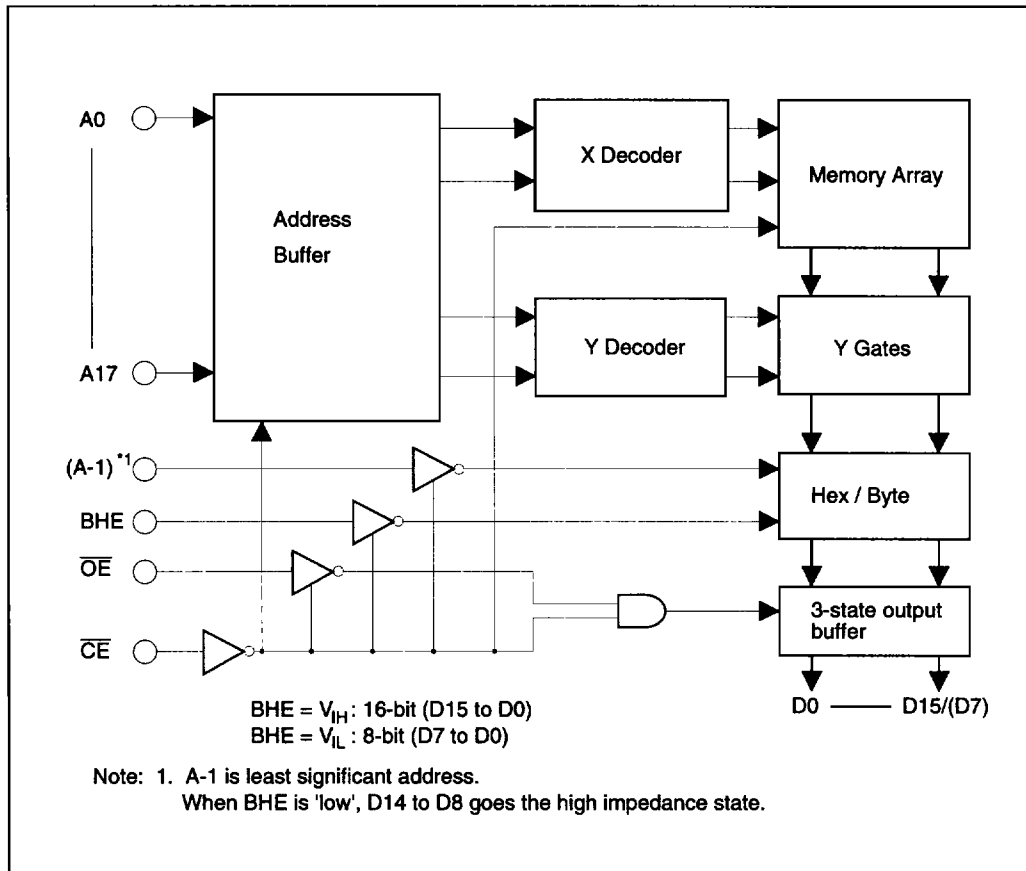 A0
Address
Buffer
X Decoder
Memory Array
A17
Y Decoder
Y Gates
(A-1)*1
BHE
Hex / Byte
O̅E̅
C̅E̅
3-state output
buffer
D0
D15/(D7)
BHE = VIH : 16-bit (D15 to D0)
BHE = VIL : 8-bit (D7 to D0)
Note: 1. A-1 is least significant address.
When BHE is 'low', D14 to D8 goes the high impedance state.